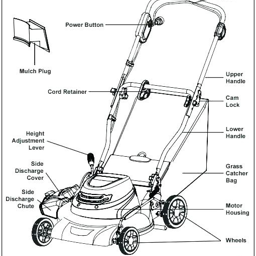 Power Button
Mulch Plug
Upper
Handle
Cord Retainer
Cam
Lock
Height
Adjustment
Lever
Lower
Handle
Side
Discharge
Cover
Grass
Catcher
Bag
Side
Discharge
Chute
Motor
Housing
Wheels